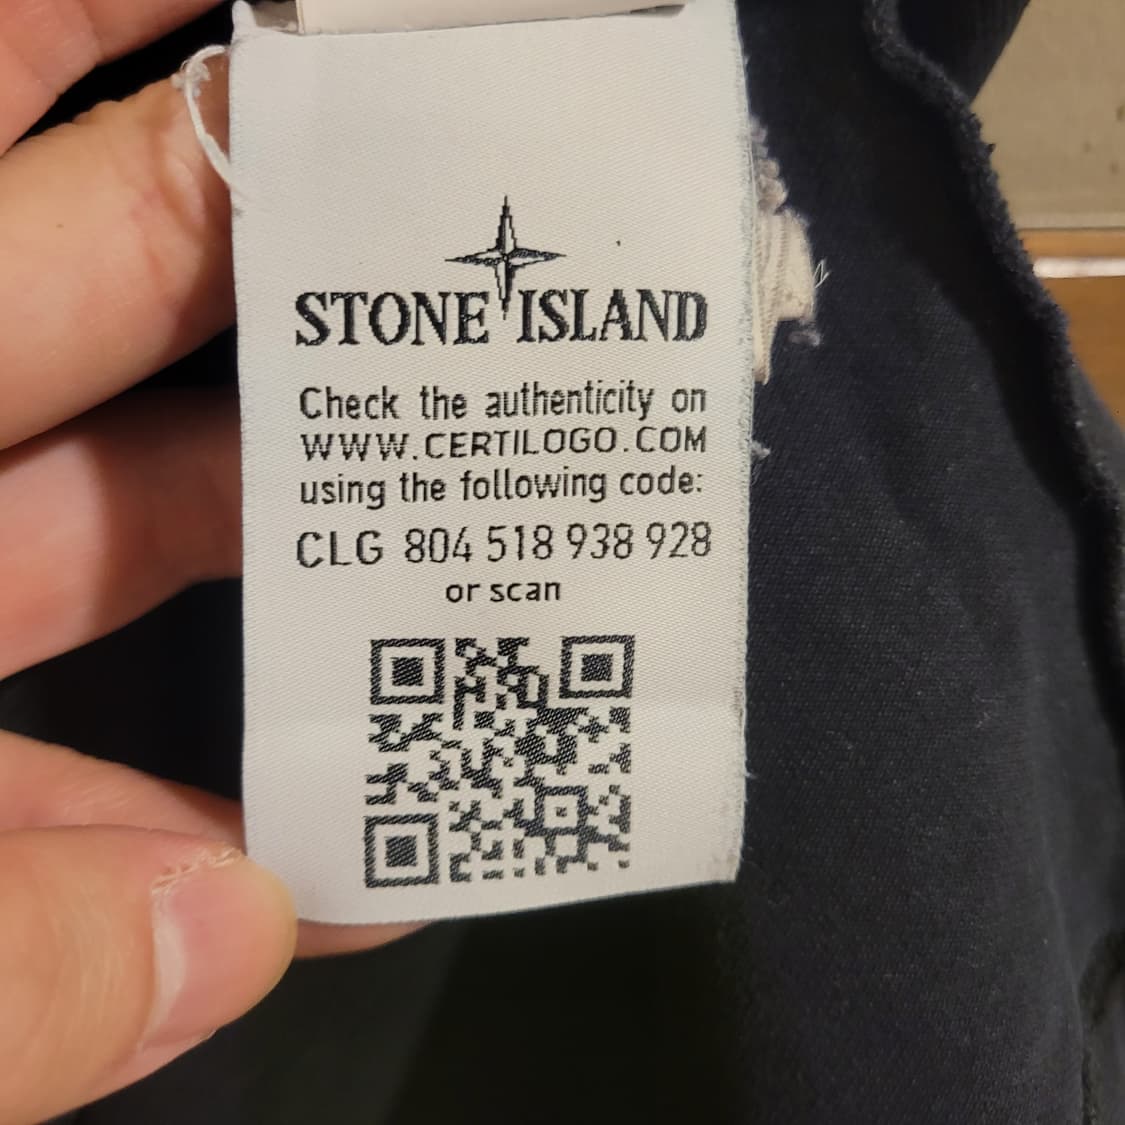 STONE ISLAND
Check the authenticity on
WWW.CERTILOGO.COM
using the following code:
CLG 804 518 938 928
or scan